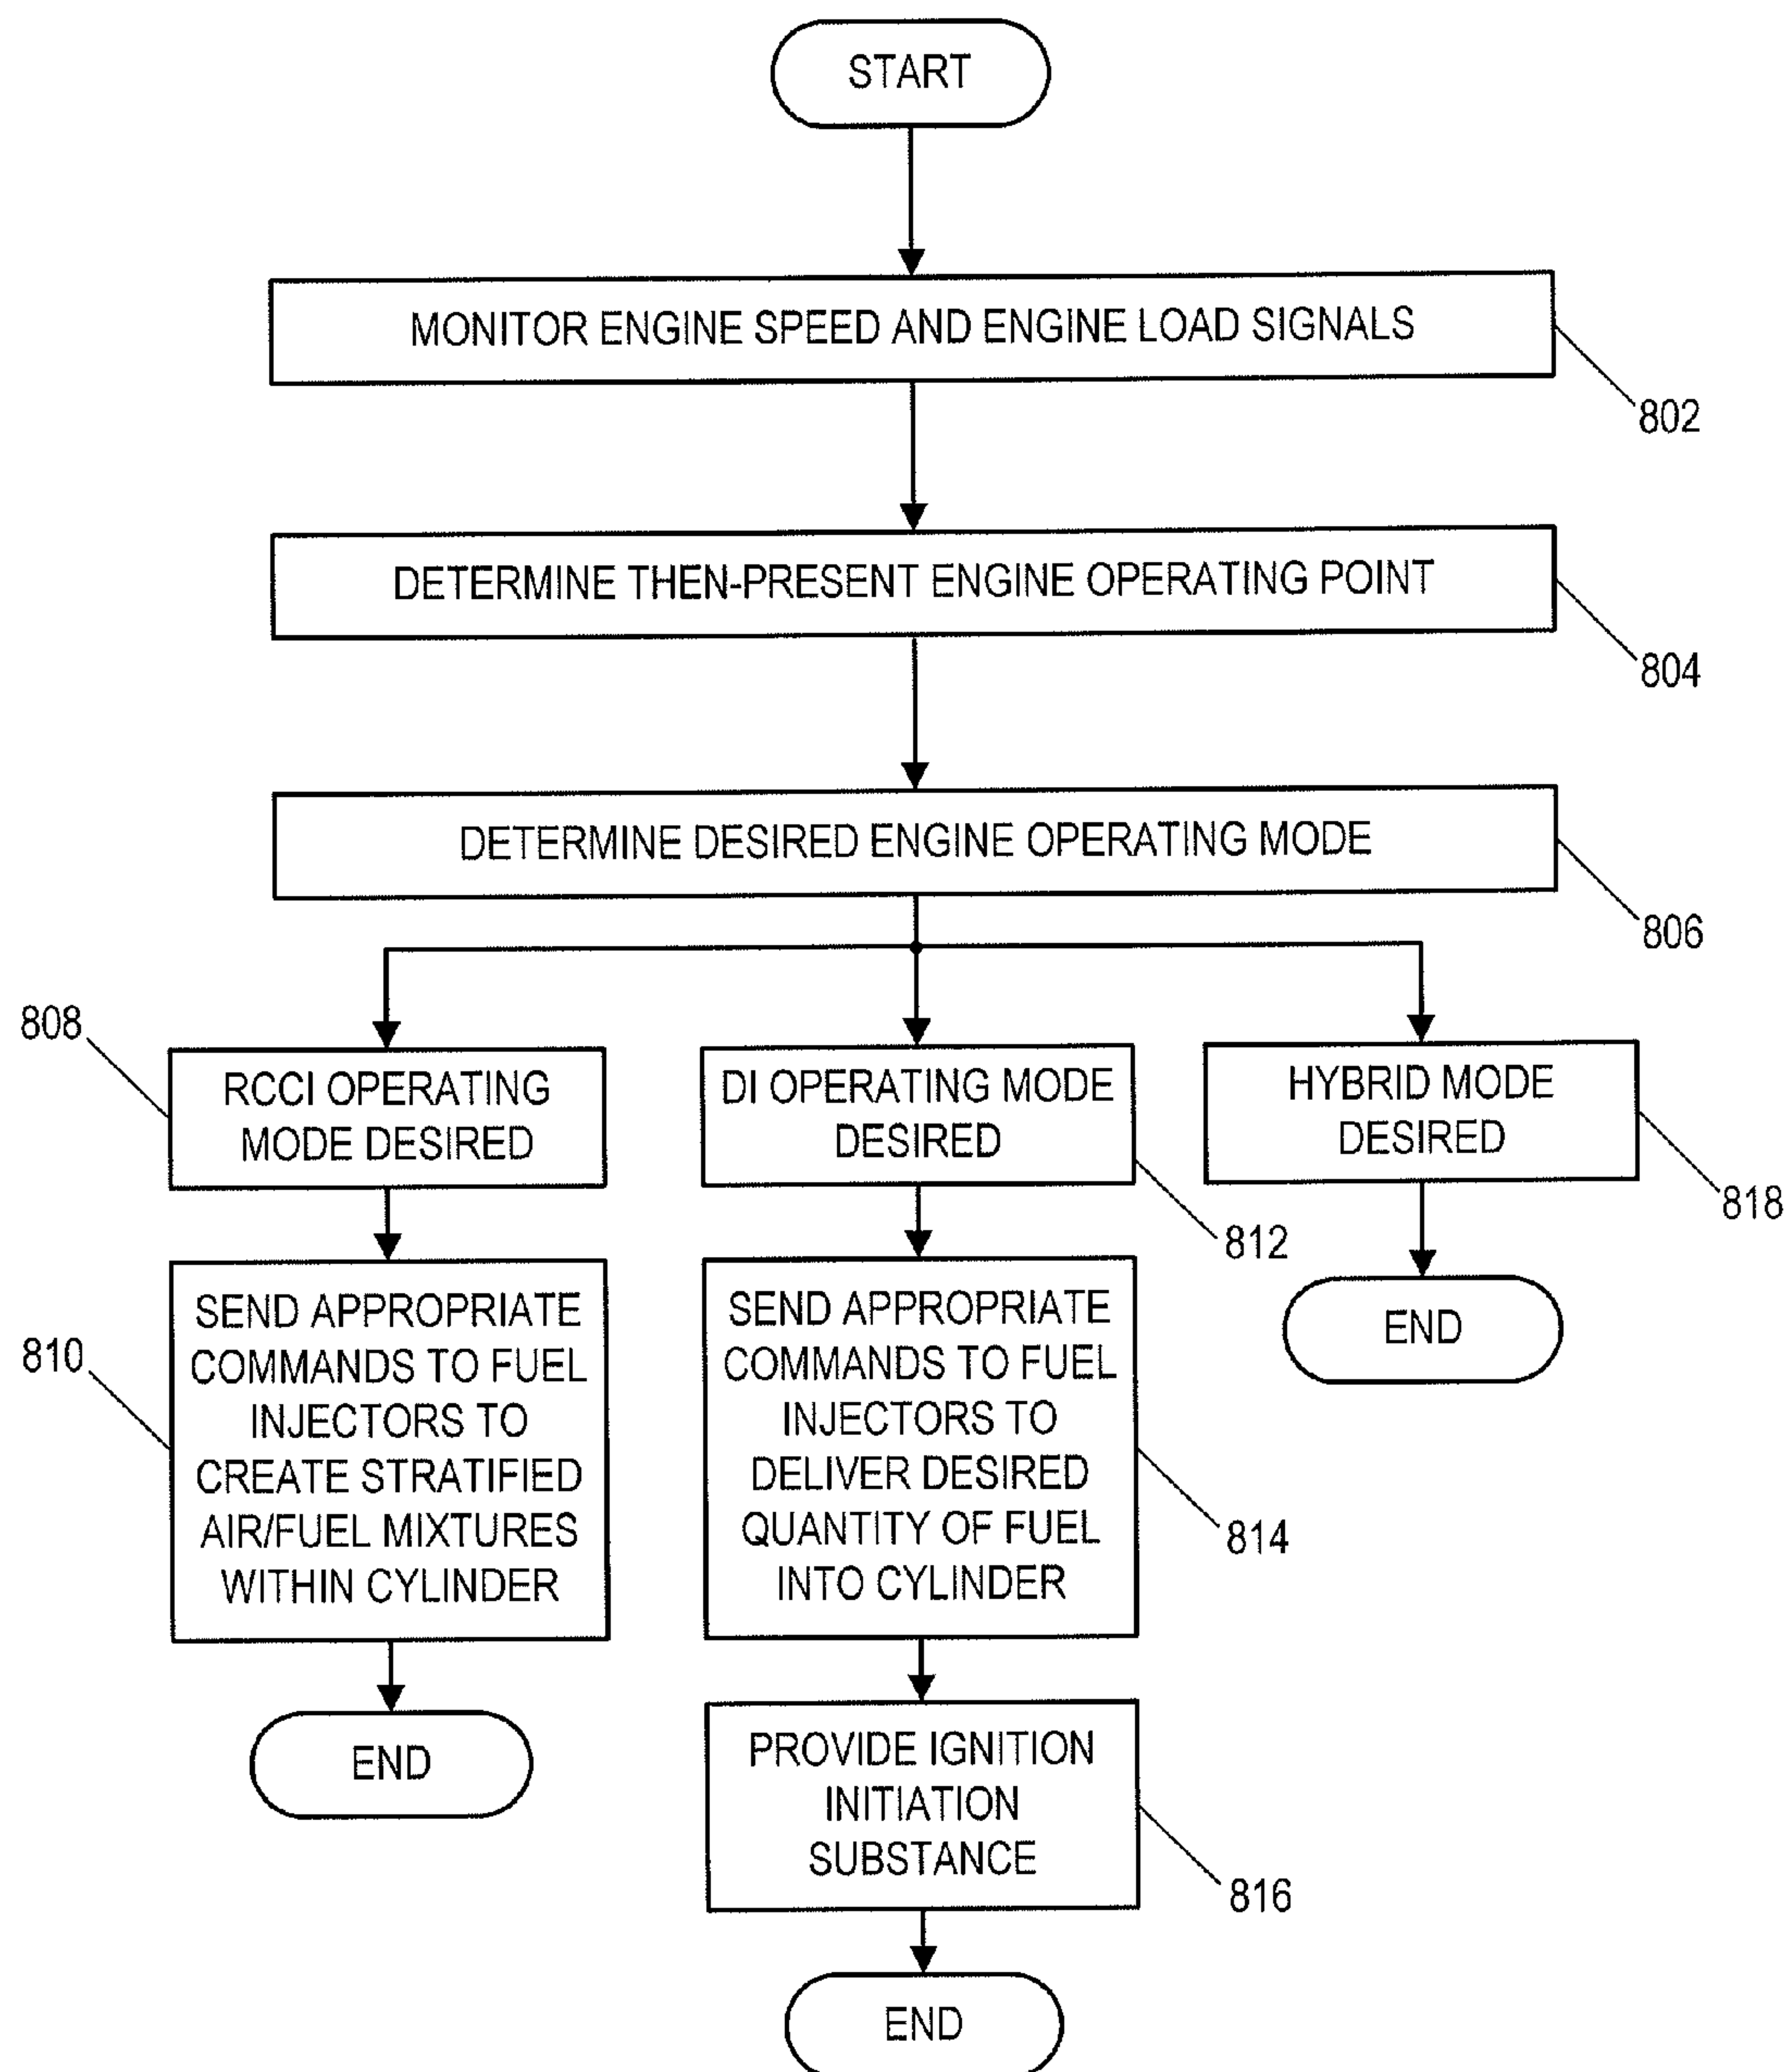 START
MONITOR ENGINE SPEED AND ENGINE LOAD SIGNALS
802
DETERMINE THEN-PRESENT ENGINE OPERATING POINT
804
DETERMINE DESIRED ENGINE OPERATING MODE
806
808
RCCI OPERATING
MODE DESIRED
DI OPERATING MODE
DESIRED
812
HYBRID MODE
DESIRED
818
810
SEND APPROPRIATE
COMMANDS TO FUEL
INJECTORS TO
CREATE STRATIFIED
AIR/FUEL MIXTURES
WITHIN CYLINDER
SEND APPROPRIATE
COMMANDS TO FUEL
INJECTORS TO
DELIVER DESIRED
QUANTITY OF FUEL
INTO CYLINDER
814
END
END
PROVIDE IGNITION
INITIATION
SUBSTANCE
816
END